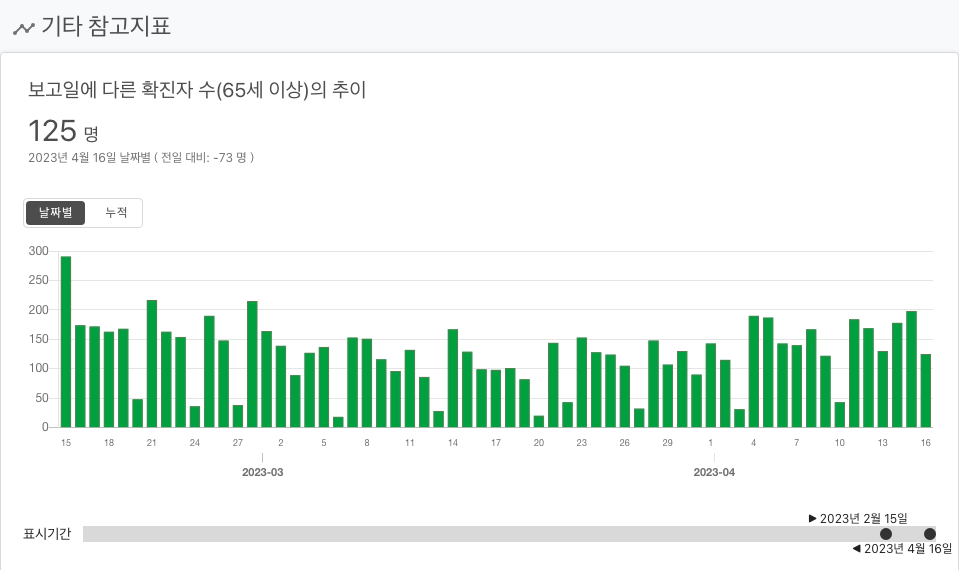 기타 참고지표
보고일에 다른 확진자 수(65세 이상)의 추이
125 명
2023년 4월 16일 날짜별 ( 전일 대비: -73 명 )
날짜별 누적
300
250
200
150
100
50
0
15 18 21 24 27 2 5 8 11 14 17 20 23 26 29 1 4 7 10 13 16
2023-03 2023-04
▶ 2023년 2월 15일
표시기간
◀ 2023년 4월 16일